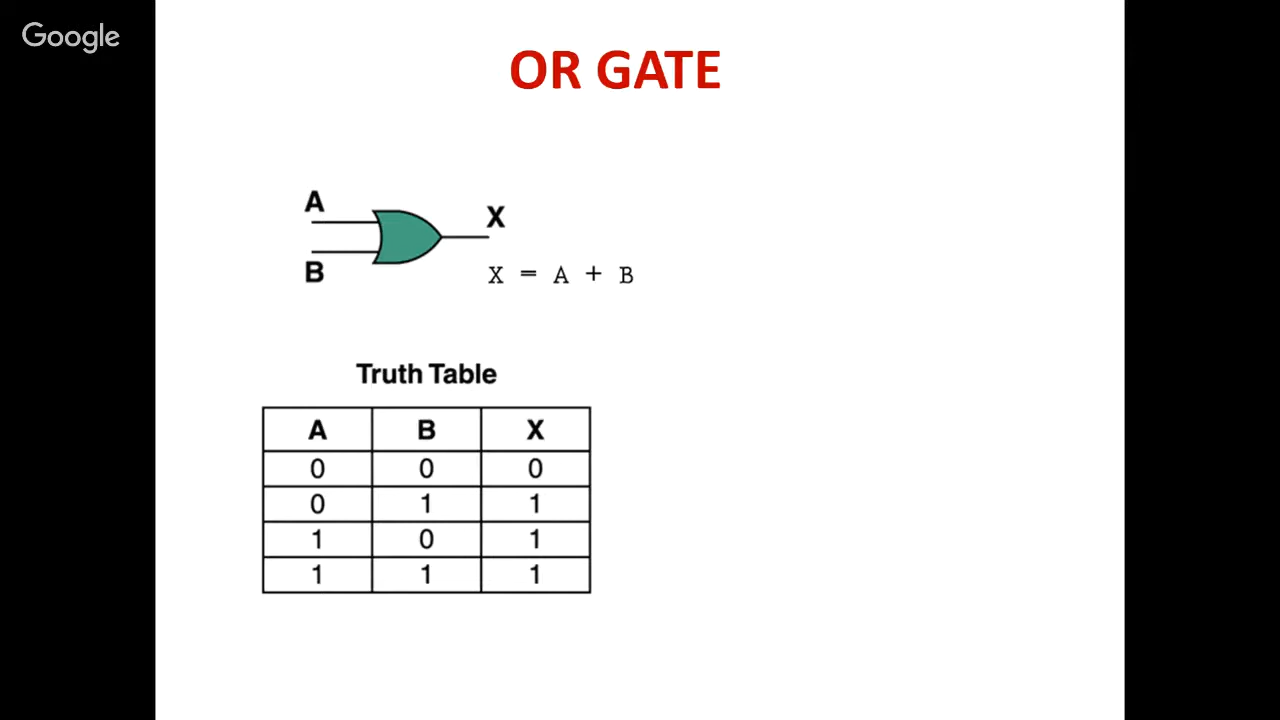 Google
OR GATE
A
X
B
X = A + B
Truth Table
A B X
0 0 0
0 1 1
1 0 1
1 1 1